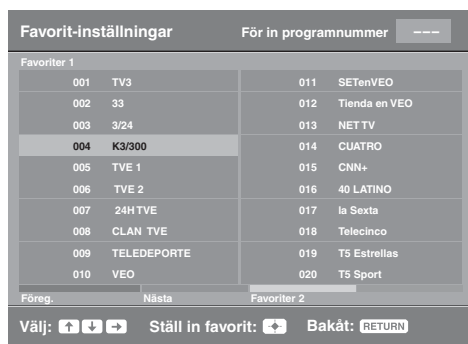 Favorit-inställningar För in programnummer –––
Favoriter 1
001 TV3 011 SETenVEO
002 33 012 Tienda en VEO
003 3/24 013 NET TV
004 K3/300 014 CUATRO
005 TVE 1 015 CNN+
006 TVE 2 016 40 LATINO
007 24H TVE 017 la Sexta
008 CLAN TVE 018 Telecinco
009 TELEDEPORTE 019 T5 Estrellas
010 VEO 020 T5 Sport
Föreg. Nästa Favoriter 2
Välj: Ställ in favorit: Bakåt: RETURN